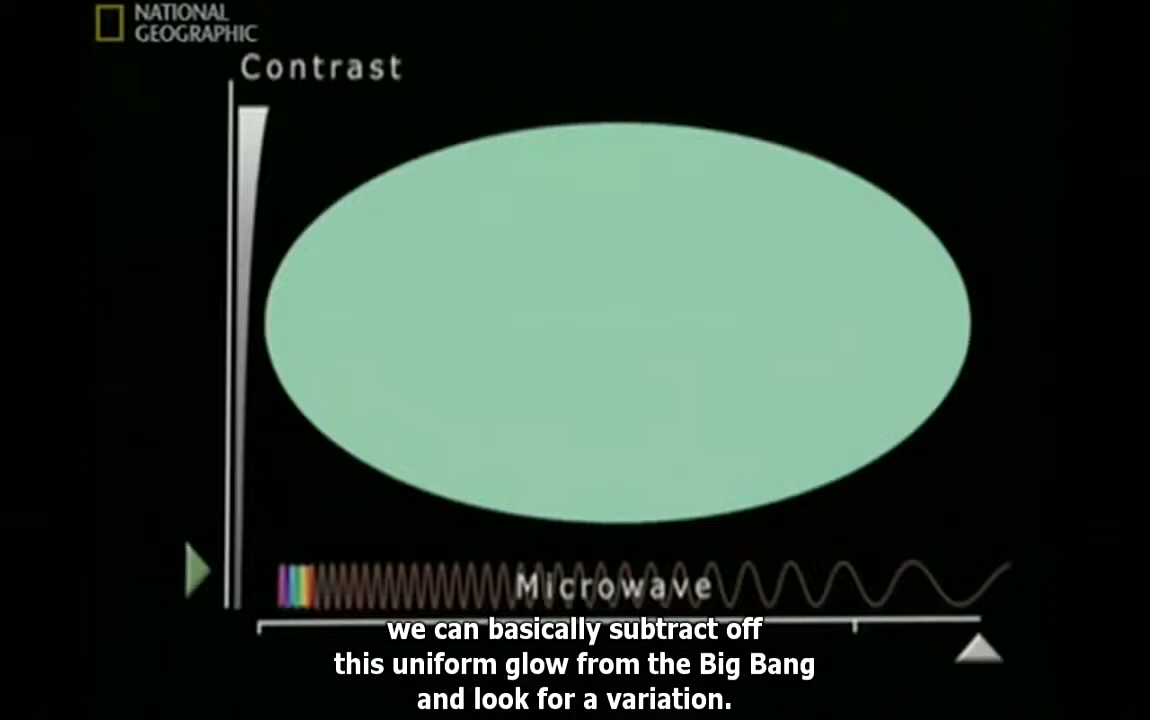 NATIONAL
GEOGRAPHIC
Contrast
Microwave
we can basically subtract off
this uniform glow from the Big Bang
and look for a variation.